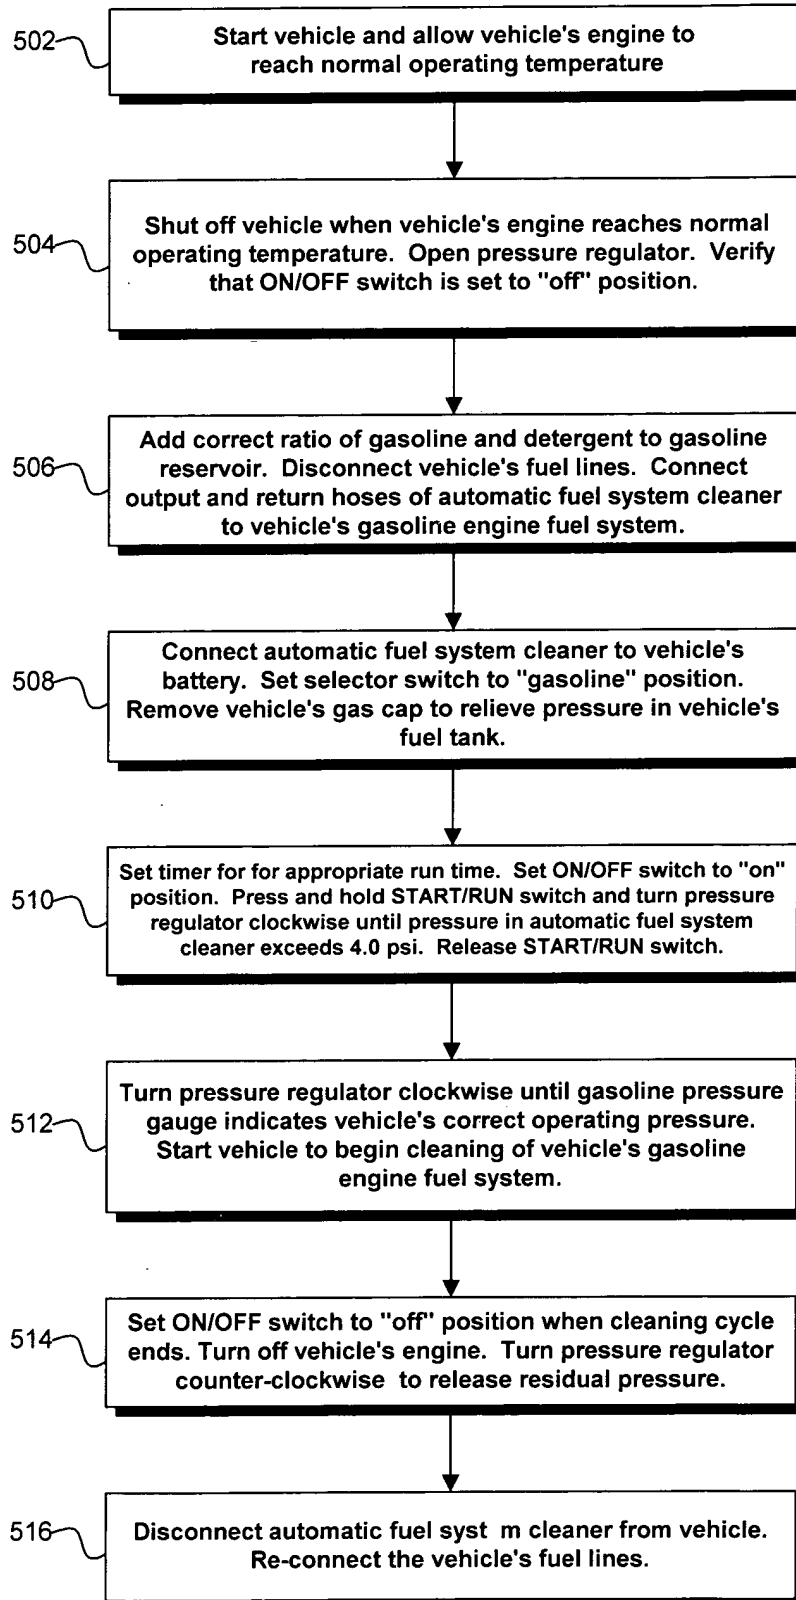 502
Start vehicle and allow vehicle's engine to
reach normal operating temperature
504
Shut off vehicle when vehicle's engine reaches normal
operating temperature. Open pressure regulator. Verify
that ON/OFF switch is set to "off" position.
506
Add correct ratio of gasoline and detergent to gasoline
reservoir. Disconnect vehicle's fuel lines. Connect
output and return hoses of automatic fuel system cleaner
to vehicle's gasoline engine fuel system.
508
Connect automatic fuel system cleaner to vehicle's
battery. Set selector switch to "gasoline" position.
Remove vehicle's gas cap to relieve pressure in vehicle's
fuel tank.
510
Set timer for for appropriate run time. Set ON/OFF switch to "on"
position. Press and hold START/RUN switch and turn pressure
regulator clockwise until pressure in automatic fuel system
cleaner exceeds 4.0 psi. Release START/RUN switch.
512
Turn pressure regulator clockwise until gasoline pressure
gauge indicates vehicle's correct operating pressure.
Start vehicle to begin cleaning of vehicle's gasoline
engine fuel system.
514
Set ON/OFF switch to "off" position when cleaning cycle
ends. Turn off vehicle's engine. Turn pressure regulator
counter-clockwise to release residual pressure.
516
Disconnect automatic fuel syst m cleaner from vehicle.
Re-connect the vehicle's fuel lines.